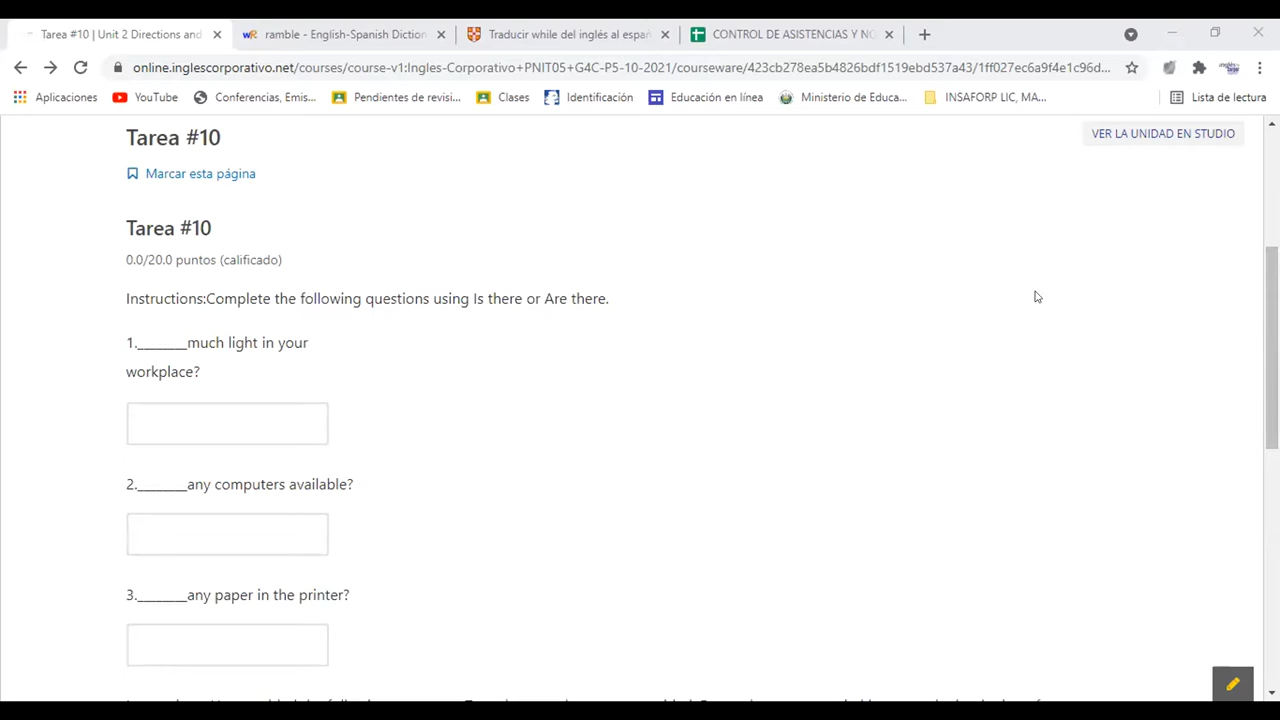 Tarea #10 | Unit 2 Directions and
ramble - English-Spanish Diction
Traducir while del inglés al españ
CONTROL DE ASISTENCIAS Y NO
online.inglescorporativo.net/courses/course-v1:Ingles-Corporativo+PNIT05+G4C-P5-10-2021/courseware/423cb278ea5b4826bdf1519ebd537a43/1ff027ec6a9f4e1c96d...
Aplicaciones
YouTube
Conferencias, Emis...
Pendientes de revisi...
Clases
Identificación
Educación en línea
Ministerio de Educa...
INSAFORP LIC, MA...
Lista de lectura
Tarea #10
VER LA UNIDAD EN STUDIO
Marcar esta página
Tarea #10
0.0/20.0 puntos (calificado)
Instructions:Complete the following questions using Is there or Are there.
1.______much light in your
workplace?
2.______any computers available?
3.______any paper in the printer?